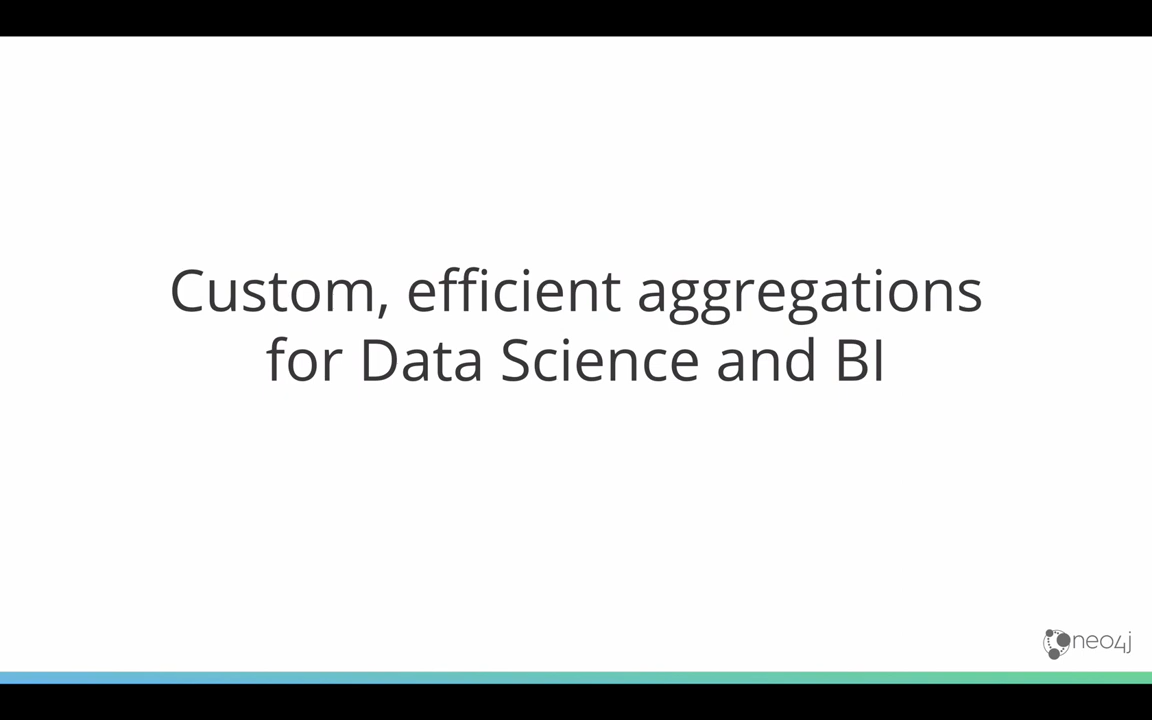 Custom, efficient aggregations
for Data Science and BI
neo4j